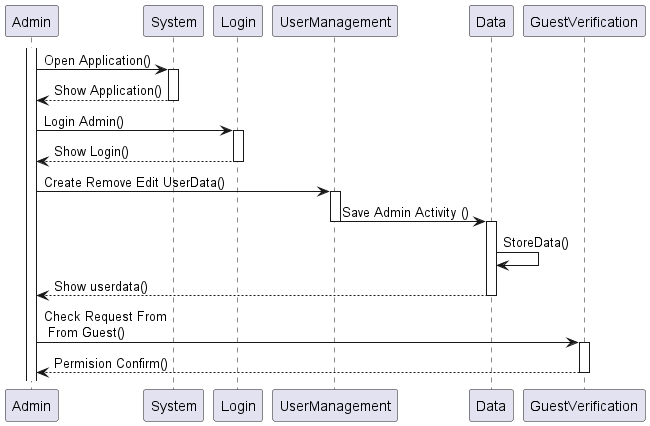 Admin System Login UserManagement Data GuestVerification
Open Application()
Show Application()
Login Admin()
Show Login()
Create Remove Edit UserData()
Save Admin Activity ()
StoreData()
Show userdata()
Check Request From
From Guest()
Permision Confirm()
Admin System Login UserManagement Data GuestVerification